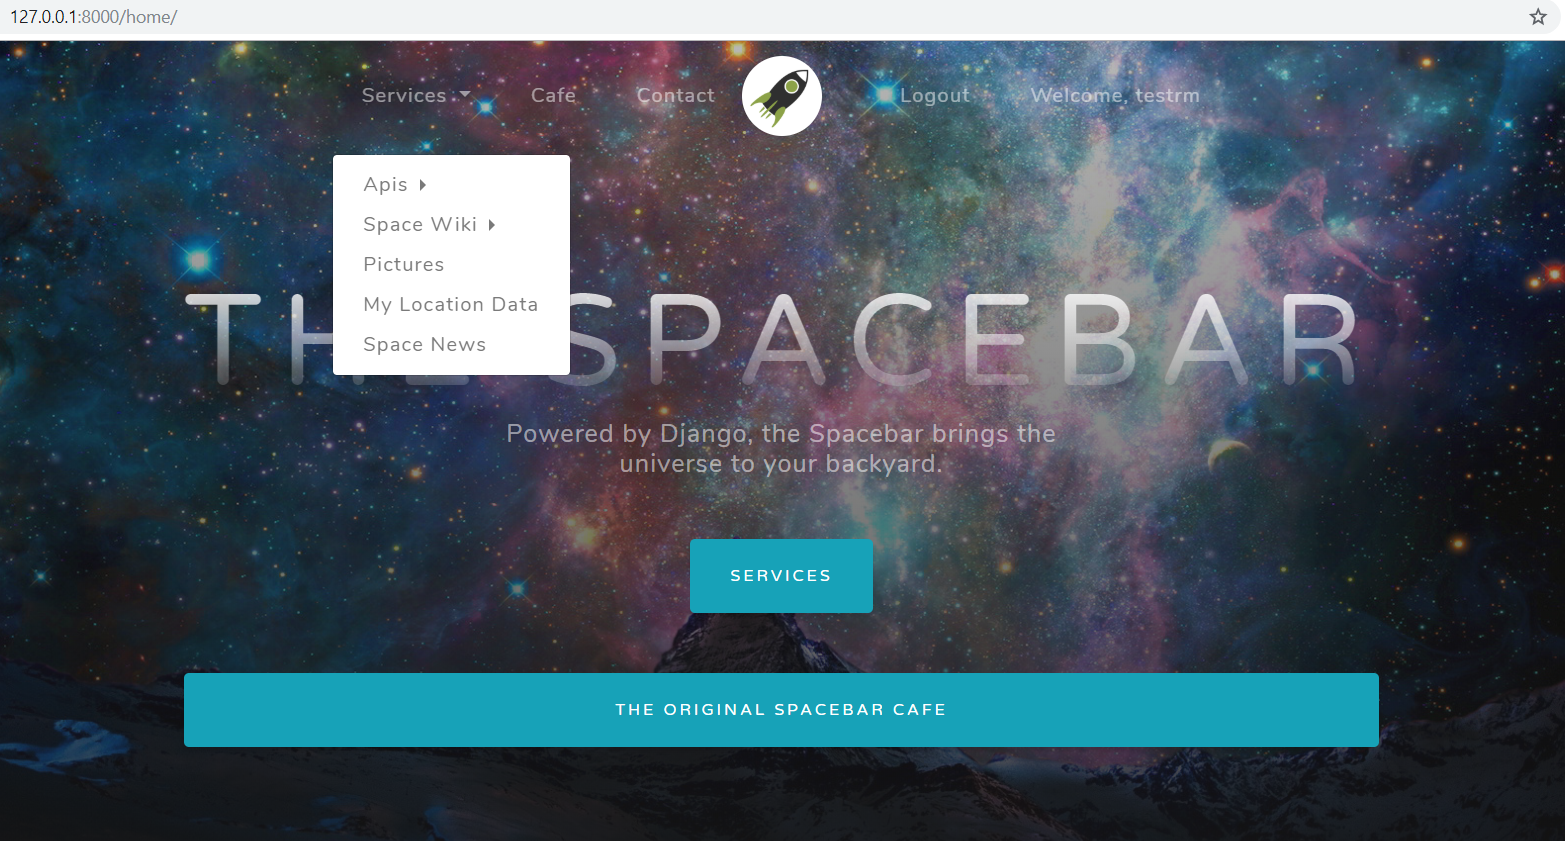 127.0.0.1:8000/home/
Services Cafe Contact Logout Welcome, testrm
Apis
Space Wiki
Pictures
My Location Data
Space News
THE SPACEBAR
Powered by Django, the Spacebar brings the
universe to your backyard.
SERVICES
THE ORIGINAL SPACEBAR CAFE